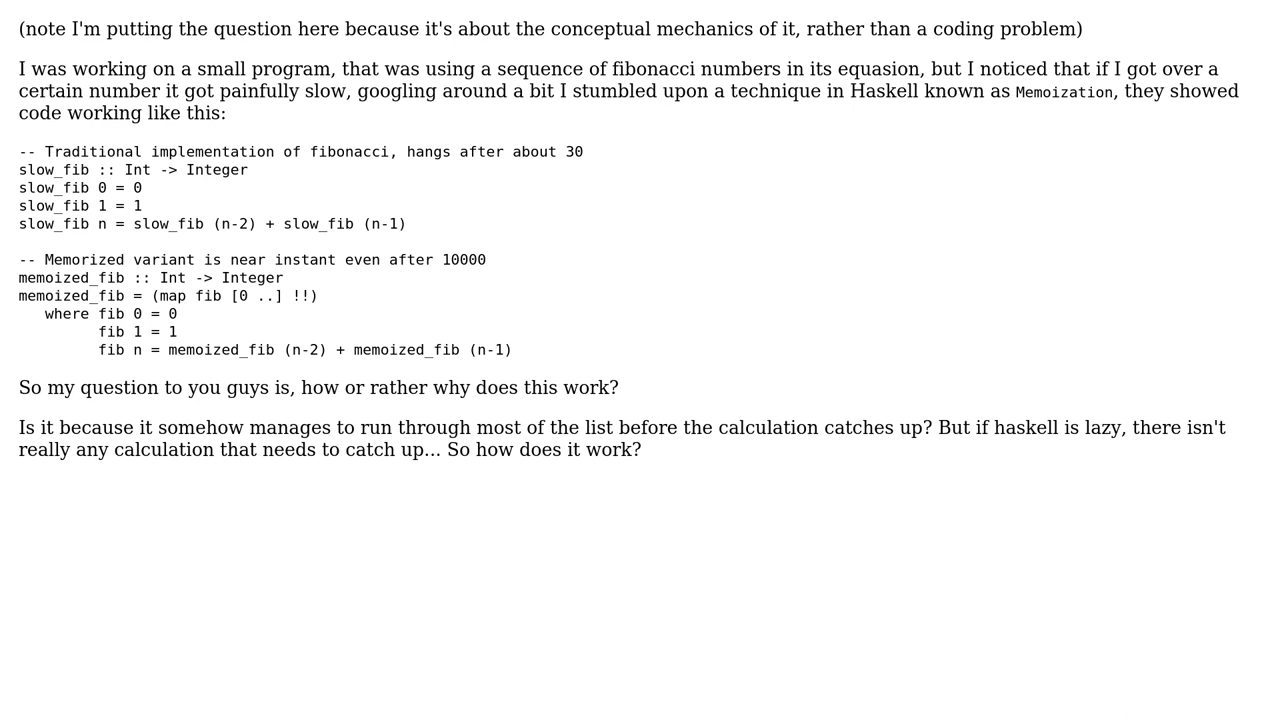 (note I'm putting the question here because it's about the conceptual mechanics of it, rather than a coding problem)
I was working on a small program, that was using a sequence of fibonacci numbers in its equasion, but I noticed that if I got over a
certain number it got painfully slow, googling around a bit I stumbled upon a technique in Haskell known as Memoization, they showed
code working like this:
-- Traditional implementation of fibonacci, hangs after about 30
slow_fib :: Int -> Integer
slow_fib 0 = 0
slow_fib 1 = 1
slow_fib n = slow_fib (n-2) + slow_fib (n-1)
-- Memorized variant is near instant even after 10000
memoized_fib :: Int -> Integer
memoized_fib = (map fib [0 ..] !!)
   where fib 0 = 0
         fib 1 = 1
         fib n = memoized_fib (n-2) + memoized_fib (n-1)
So my question to you guys is, how or rather why does this work?
Is it because it somehow manages to run through most of the list before the calculation catches up? But if haskell is lazy, there isn't
really any calculation that needs to catch up... So how does it work?